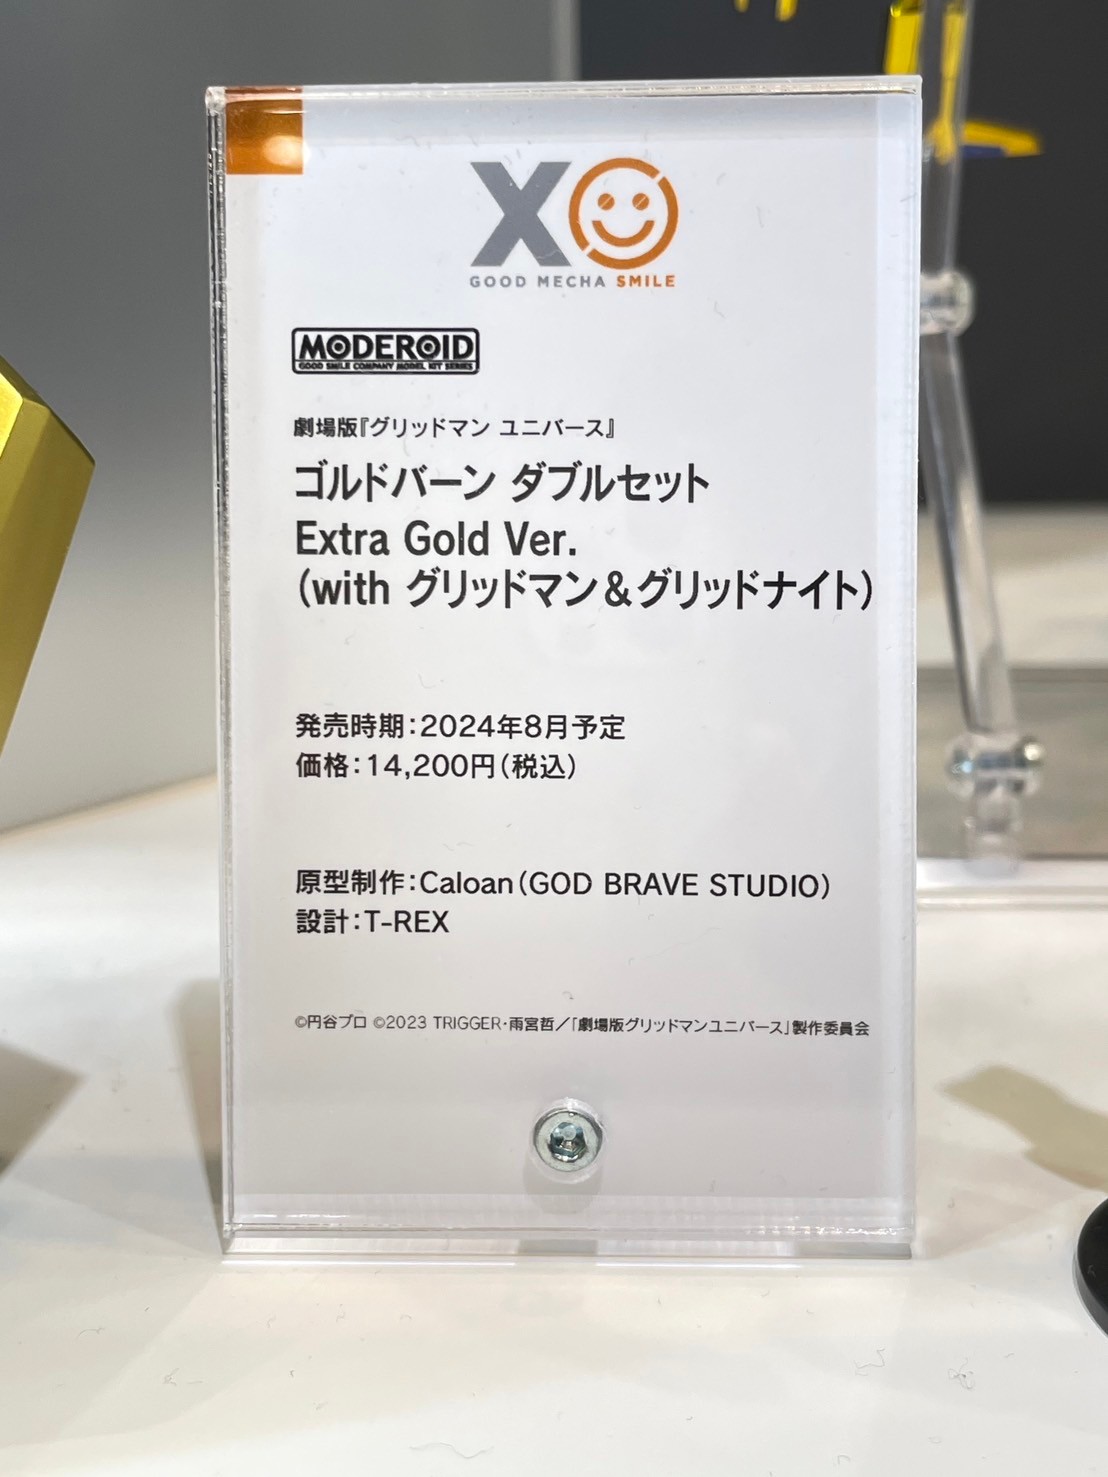 XO
GOOD MECHA SMILE
MODEROID
GOOD SMILE COMPANY MODEL KIT SERIES
劇場版『グリッドマン ユニバース』
ゴルドバーン ダブルセット
Extra Gold Ver.
(with グリッドマン＆グリッドナイト)
発売時期：2024年8月予定
価格：14,200円(税込)
原型制作：Caloan(GOD BRAVE STUDIO)
設計：T-REX
©円谷プロ ©2023 TRIGGER・雨宮哲／「劇場版グリッドマンユニバース」製作委員会